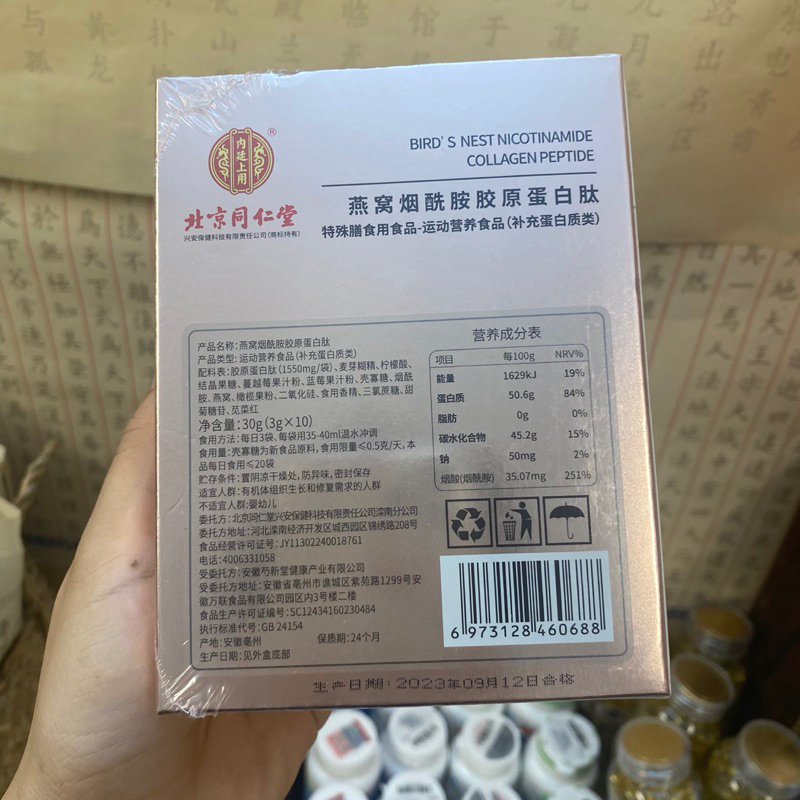 内廷上用
®
北京同仁堂
兴安保健科技有限责任公司(商标持有)
BIRD' S NEST NICOTINAMIDE
COLLAGEN PEPTIDE
燕窝烟酰胺胶原蛋白肽
特殊膳食用食品-运动营养食品(补充蛋白质类)
产品名称:燕窝烟酰胺胶原蛋白肽
产品类型:运动营养食品(补充蛋白质类)
配料表:胶原蛋白肽(1550mg/袋)、麦芽糊精、柠檬酸、
结晶果糖、蔓越莓果汁粉、蓝莓果汁粉、壳寡糖、烟酰
胺、燕窝、橄榄果粉、二氧化硅、食用香精、三氯蔗糖、甜
菊糖苷、苋菜红
净含量:30g(3g×10)
食用方法:每日3袋、每袋用35-40ml温水冲调
食用量:壳寡糖为新食品原料，食用限量≤0.5克/天，本
品每日食用≤20袋
贮存条件:置阴凉干燥处，防异味，密封保存
适宜人群:有机体组织生长和修复需求的人群
不适宜人群:婴幼儿
委托方:北京同仁堂兴安保健科技有限责任公司滦南分公司
委托方地址:河北滦南经济开发区城西园区锦绣路208号
食品经营许可证号:JY11302240018761
电话:4006331058
受委托方:安徽芍新堂健康产业有限公司
受委托方地址:安徽省亳州市谯城区紫苑路1299号安
徽万联食品有限公司院内3号楼二楼
食品生产许可证编号:SC12434160230484
执行标准代号:GB 24154
产地:安徽亳州 保质期:24个月
生产日期:见外盒底部
营养成分表
项目 每100g NRV%
能量 1629kJ 19%
蛋白质 50.6g 84%
脂肪 0g 0%
碳水化合物 45.2g 15%
钠 50mg 2%
烟酸(烟酰胺) 35.07mg 251%
6 973128 460688
生产日期: 2023年09月12日合格